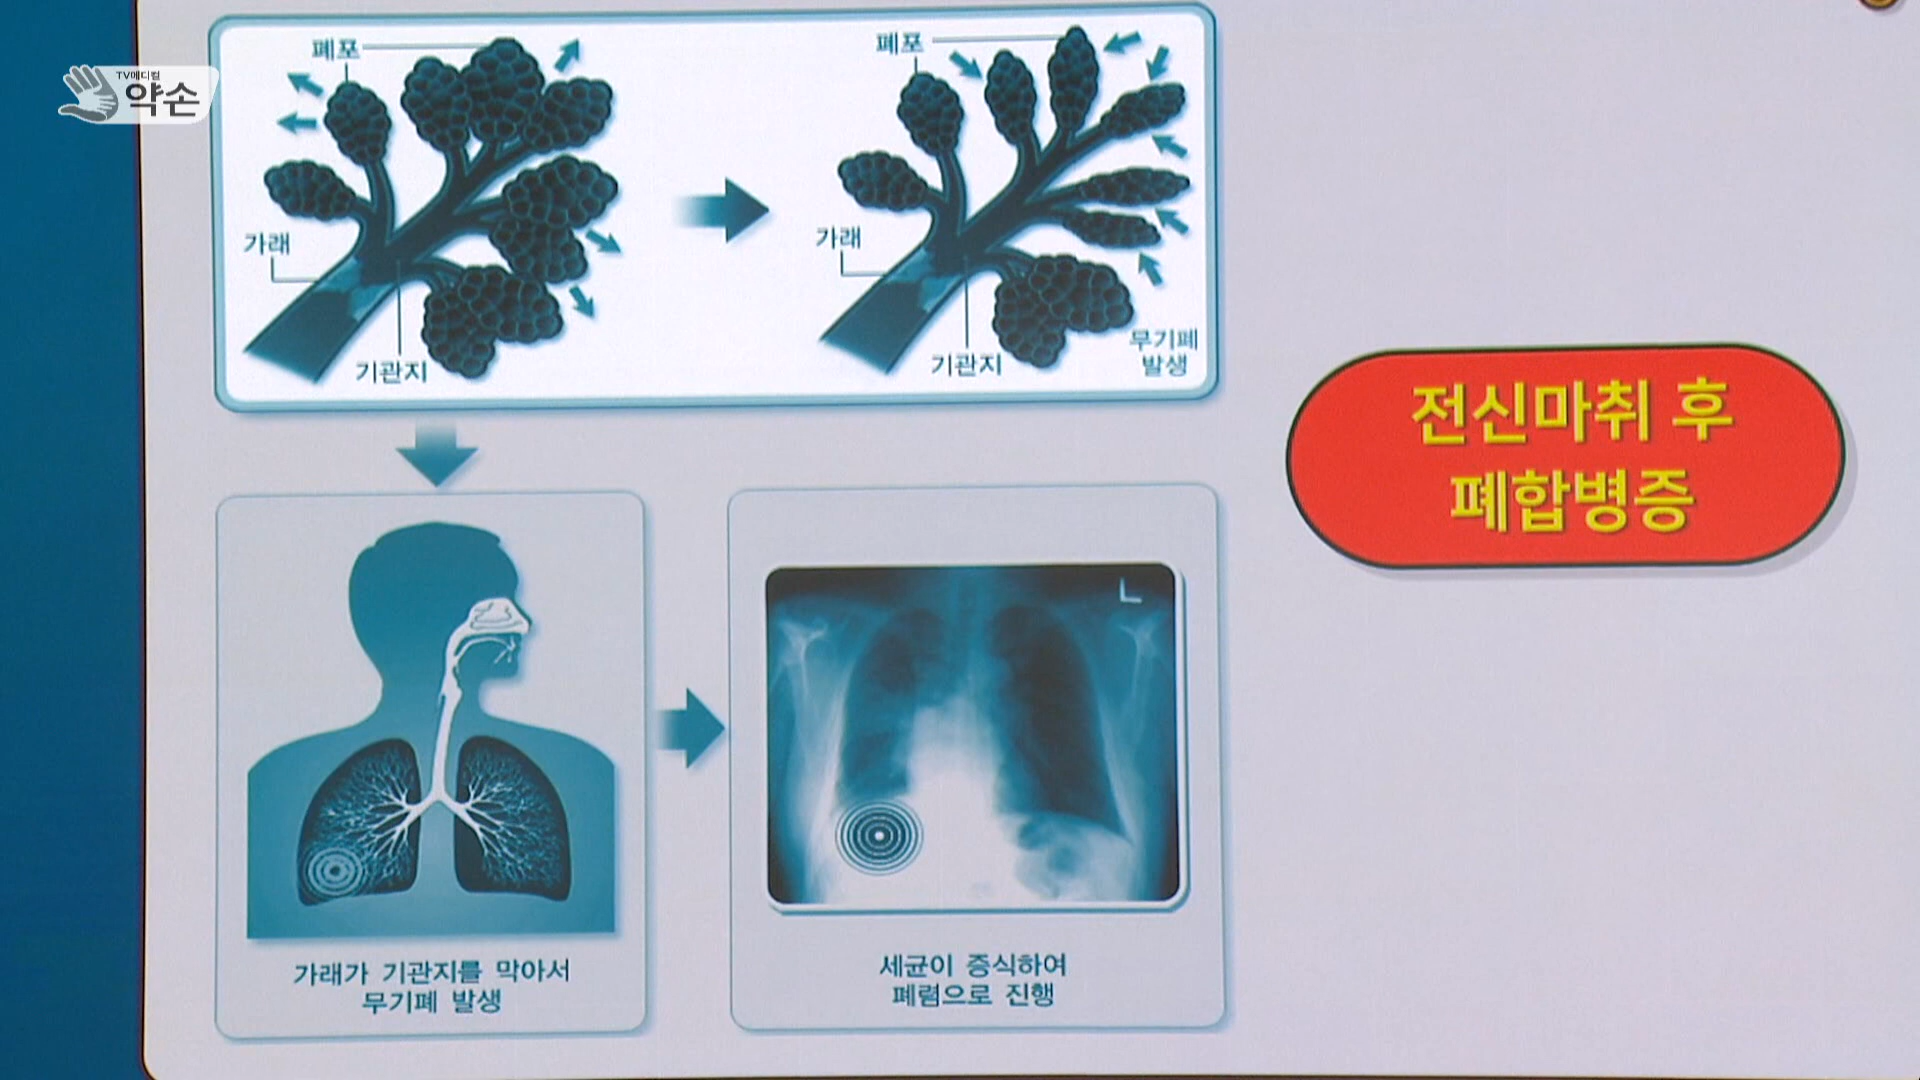 TV메디컬
약손
폐포
가래
기관지
폐포
가래
기관지
무기폐
발생
전신마취 후
폐합병증
L
가래가 기관지를 막아서
무기폐 발생
세균이 증식하여
폐렴으로 진행